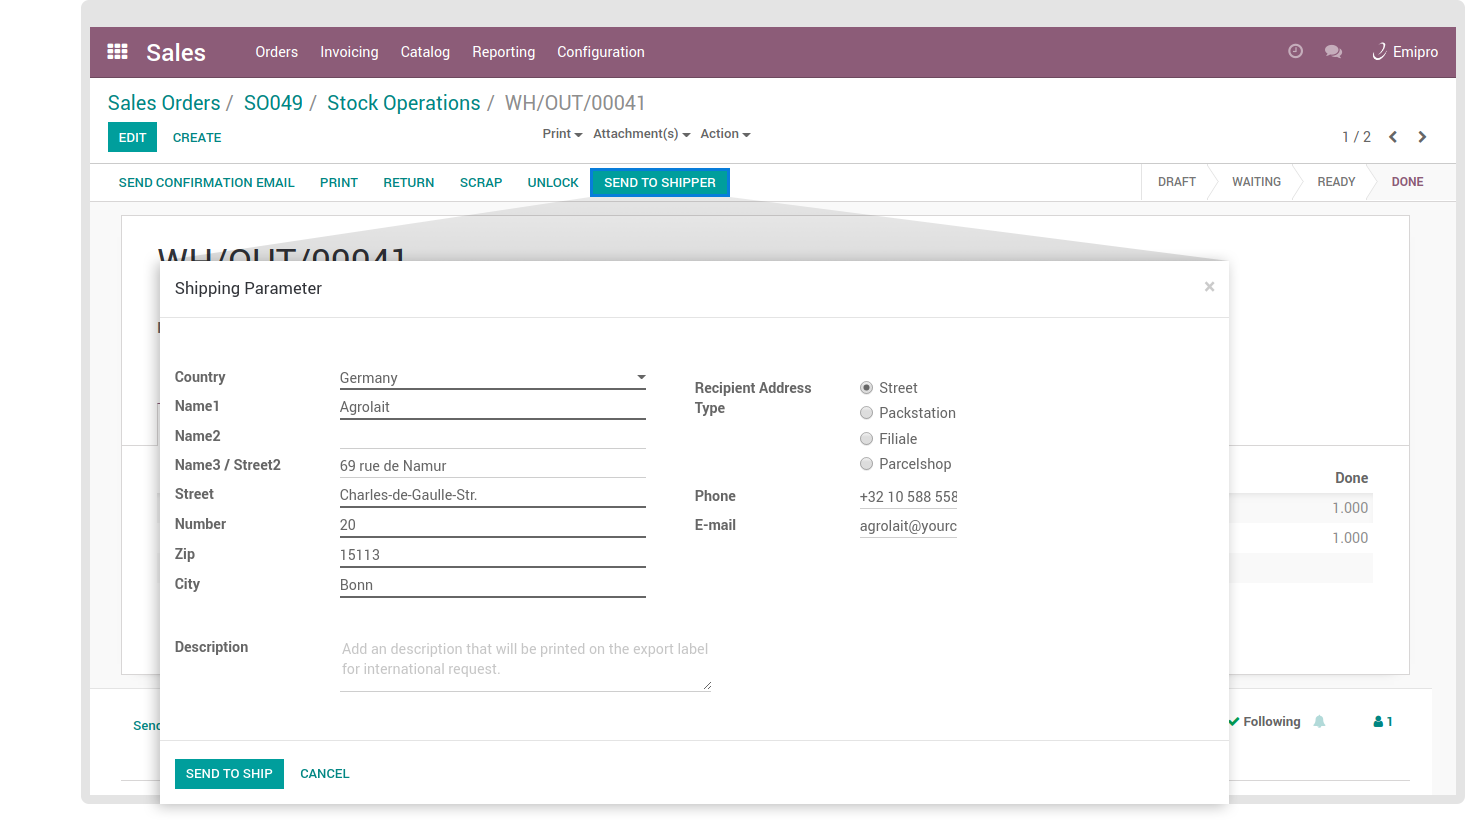 Sales Orders Invoicing Catalog Reporting Configuration Emipro
Sales Orders / SO049 / Stock Operations / WH/OUT/00041
EDIT CREATE Print Attachment(s) Action 1 / 2
SEND CONFIRMATION EMAIL PRINT RETURN SCRAP UNLOCK SEND TO SHIPPER DRAFT WAITING READY DONE
WH/OUT/00041
Shipping Parameter ×
Country Germany
Name1 Agrolait
Name2
Name3 / Street2 69 rue de Namur
Street Charles-de-Gaulle-Str.
Number 20
Zip 15113
City Bonn
Recipient Address
Type
Street
Packstation
Filiale
Parcelshop
Phone +32 10 588 558
E-mail agrolait@yourc
Done
1.000
1.000
Description Add an description that will be printed on the export label
for international request.
Send Following 1
SEND TO SHIP CANCEL